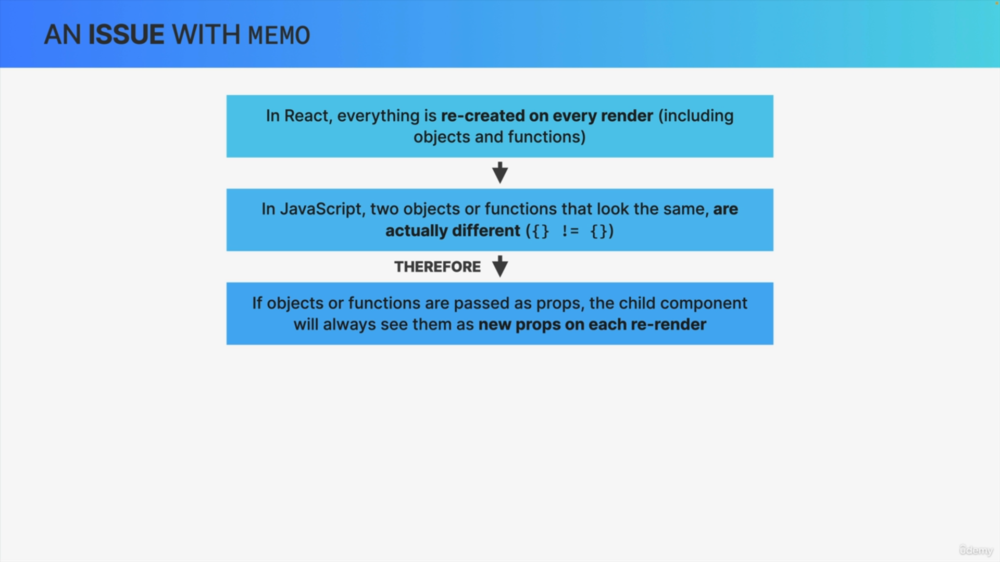 AN ISSUE WITH MEMO
In React, everything is re-created on every render (including
objects and functions)
In JavaScript, two objects or functions that look the same, are
actually different ({} != {})
THEREFORE
If objects or functions are passed as props, the child component
will always see them as new props on each re-render
ûdemy